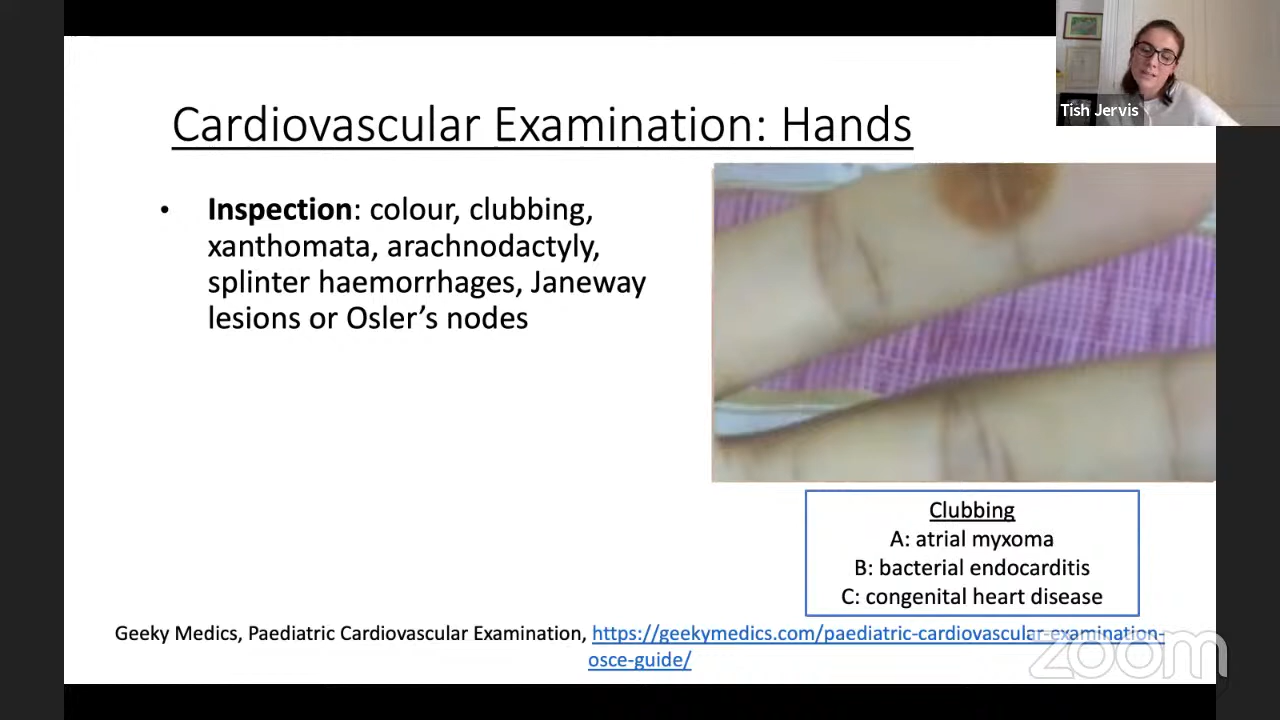 Tish Jervis
Cardiovascular Examination: Hands
• Inspection: colour, clubbing,
xanthomata, arachnodactyly,
splinter haemorrhages, Janeway
lesions or Osler's nodes
Clubbing
A: atrial myxoma
B: bacterial endocarditis
C: congenital heart disease
Geeky Medics, Paediatric Cardiovascular Examination, https://geekymedics.com/paediatric-cardiovascular-examination-
osce-guide/
zoom